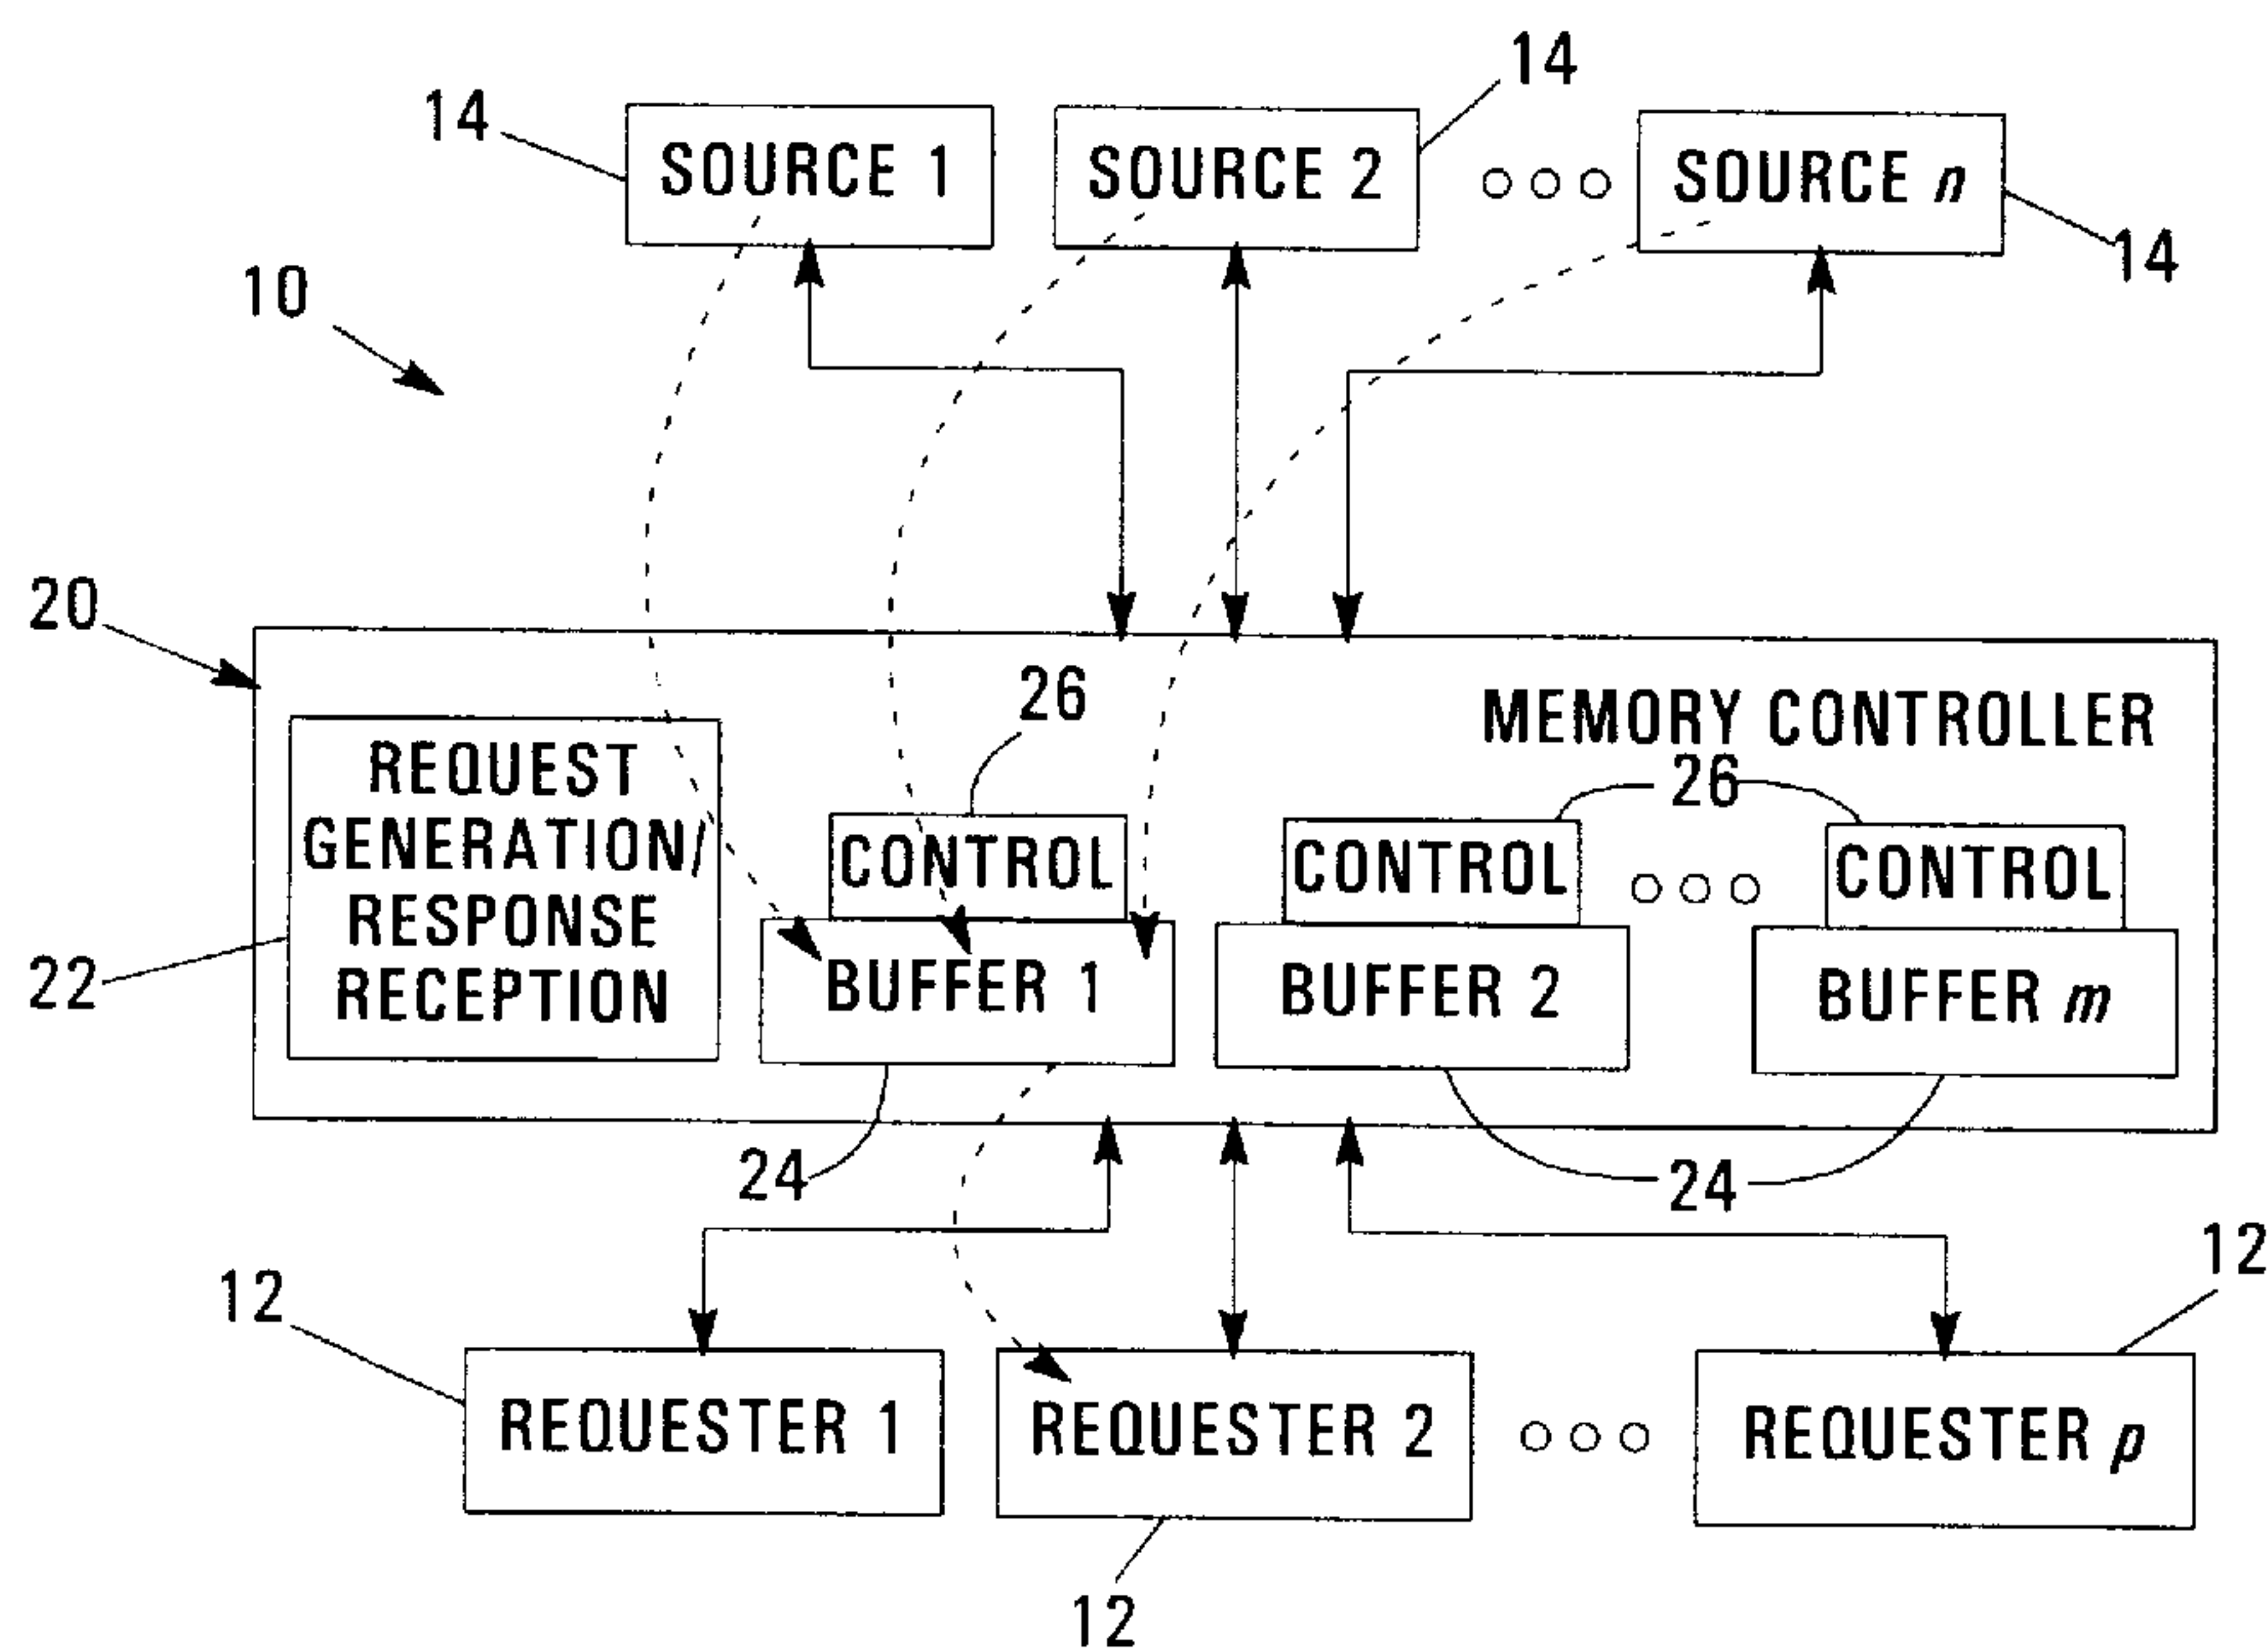 14
14
SOURCE 1
SOURCE 2
SOURCE n
14
10
20
26
MEMORY CONTROLLER
26
REQUEST
GENERATION/
RESPONSE
RECEPTION
CONTROL
CONTROL
CONTROL
22
BUFFER 1
BUFFER 2
BUFFER m
24
24
12
12
REQUESTER 1
REQUESTER 2
REQUESTER p
12